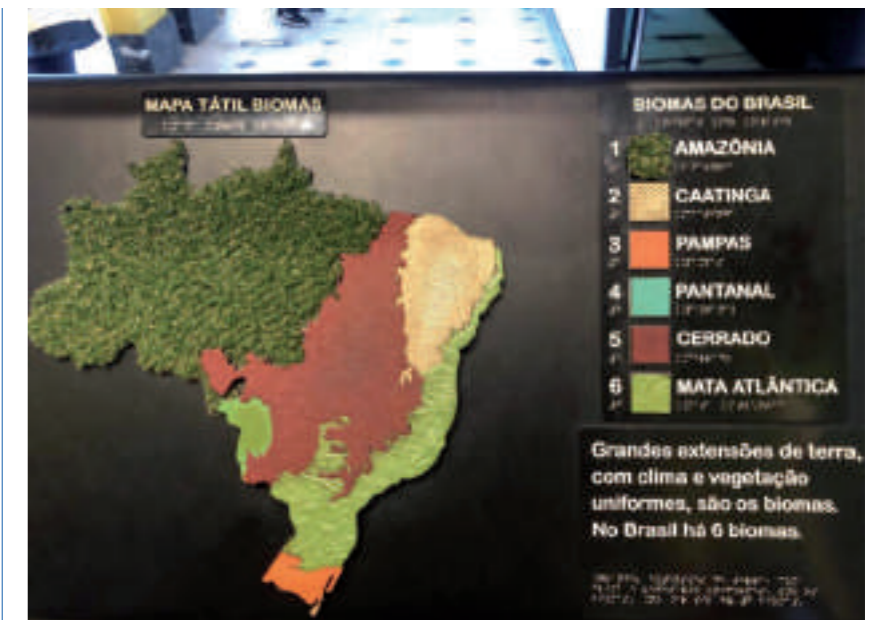 MAPA TÁTIL BIOMAS
BIOMAS DO BRASIL
1 AMAZÔNIA
2 CAATINGA
3 PAMPAS
4 PANTANAL
5 CERRADO
6 MATA ATLÂNTICA
Grandes extensões de terra,
com clima e vegetação
uniformes, são os biomas.
No Brasil há 6 biomas.